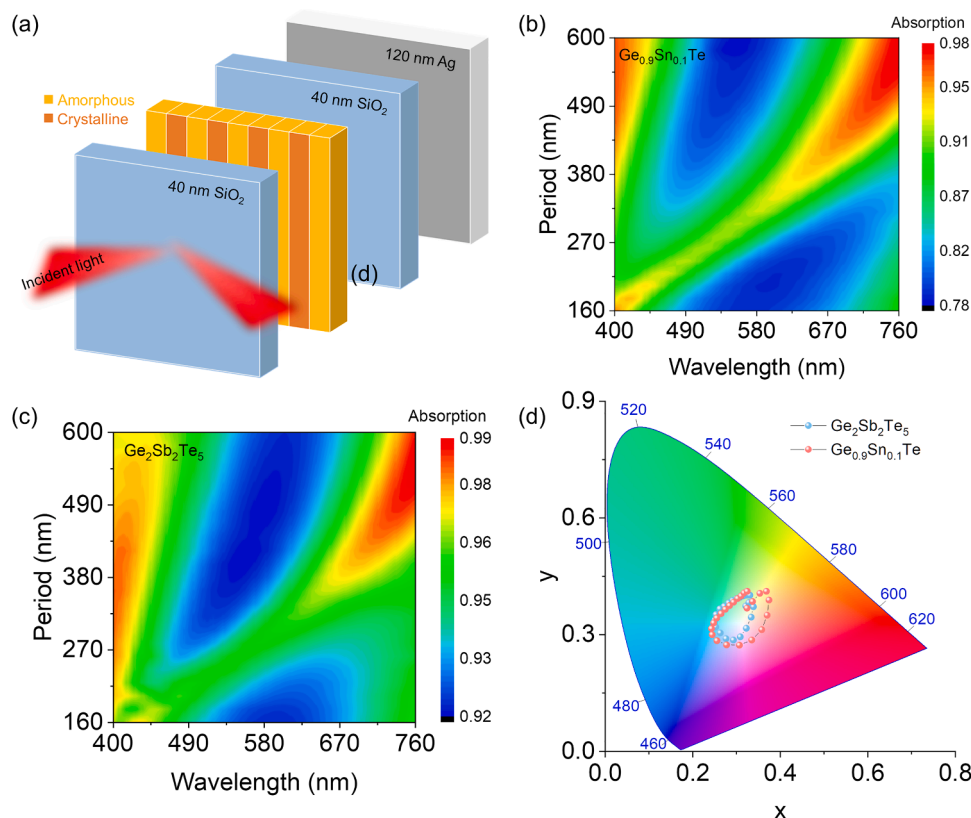 (a)
120 nm Ag
40 nm SiO₂
Amorphous
Crystalline
40 nm SiO₂
Incident light
(d)
(b)
Absorption
Ge₀.₉Sn₀.₁Te
Period (nm)
600
490
380
270
160
400 490 580 670 760
Wavelength (nm)
0.98
0.95
0.91
0.87
0.82
0.78
(c)
Absorption
Ge₂Sb₂Te₅
Period (nm)
600
490
380
270
160
400 490 580 670 760
Wavelength (nm)
0.99
0.98
0.96
0.95
0.93
0.92
(d)
Ge₂Sb₂Te₅
Ge₀.₉Sn₀.₁Te
y
0.9
0.6
0.3
0.0
0.0 0.2 0.4 0.6 0.8
x
520
540
560
580
600
620
500
480
460